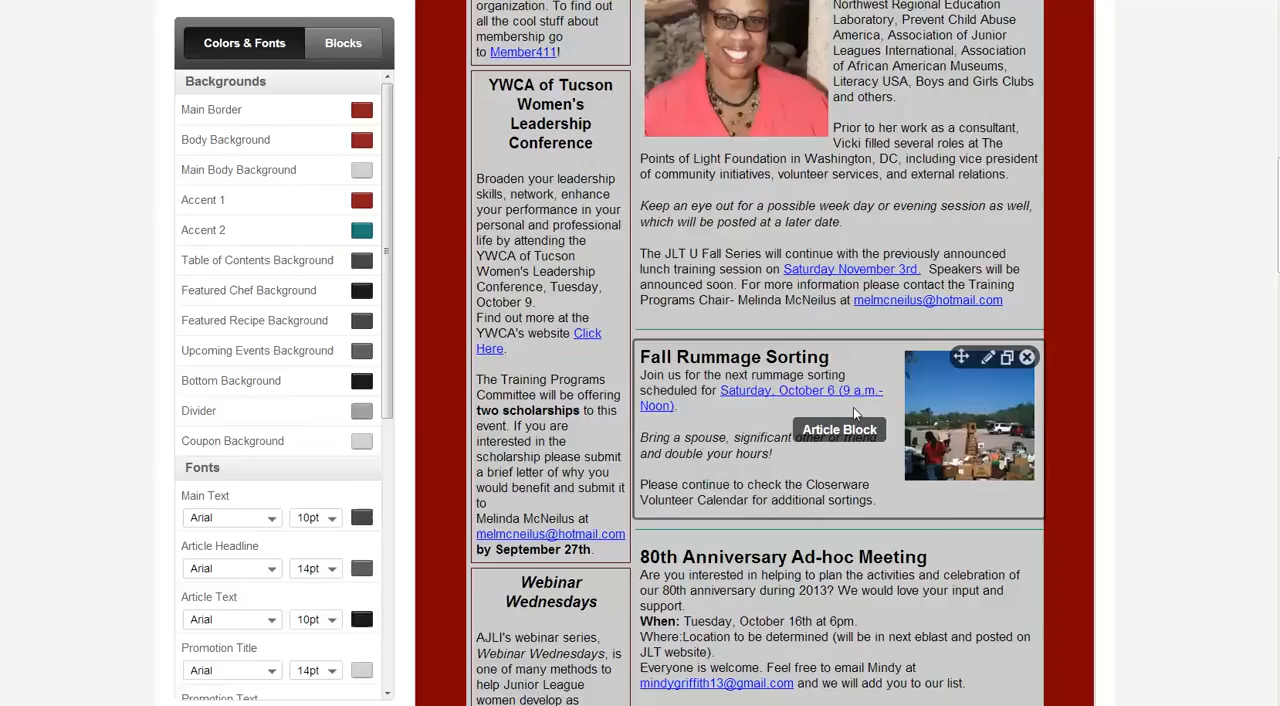 Colors & Fonts
Blocks
Backgrounds
Main Border
Body Background
Main Body Background
Accent 1
Accent 2
Table of Contents Background
Featured Chef Background
Featured Recipe Background
Upcoming Events Background
Bottom Background
Divider
Coupon Background
Fonts
Main Text
Arial
10pt
Article Headline
Arial
14pt
Article Text
Arial
10pt
Promotion Title
Arial
14pt
Promotion Text
organization. To find out
all the cool stuff about
membership go
to Member411!
YWCA of Tucson
Women's
Leadership
Conference
Broaden your leadership
skills, network, enhance
your performance in your
personal and professional
life by attending the
YWCA of Tucson
Women's Leadership
Conference, Tuesday,
October 9.
Find out more at the
YWCA's website Click
Here.
The Training Programs
Committee will be offering
two scholarships to this
event. If you are
interested in the
scholarship please submit
a brief letter of why you
would benefit and submit it
to
Melinda McNeilus at
melmcneilus@hotmail.com
by September 27th.
Webinar
Wednesdays
AJLI's webinar series,
Webinar Wednesdays, is
one of many methods to
help Junior League
women develop as
Northwest Regional Education
Laboratory, Prevent Child Abuse
America, Association of Junior
Leagues International, Association
of African American Museums,
Literacy USA, Boys and Girls Clubs
and others.
Prior to her work as a consultant,
Vicki filled several roles at The
Points of Light Foundation in Washington, DC, including vice president
of community initiatives, volunteer services, and external relations.
Keep an eye out for a possible week day or evening session as well,
which will be posted at a later date.
The JLT U Fall Series will continue with the previously announced
lunch training session on Saturday November 3rd. Speakers will be
announced soon. For more information please contact the Training
Programs Chair- Melinda McNeilus at melmcneilus@hotmail.com
Fall Rummage Sorting
Join us for the next rummage sorting
scheduled for Saturday, October 6 (9 a.m.-
Noon).
Article Block
Bring a spouse, significant other or friend
and double your hours!
Please continue to check the Closerware
Volunteer Calendar for additional sortings.
80th Anniversary Ad-hoc Meeting
Are you interested in helping to plan the activities and celebration of
our 80th anniversary during 2013? We would love your input and
support.
When: Tuesday, October 16th at 6pm.
Where:Location to be determined (will be in next eblast and posted on
JLT website).
Everyone is welcome. Feel free to email Mindy at
mindygriffith13@gmail.com and we will add you to our list.